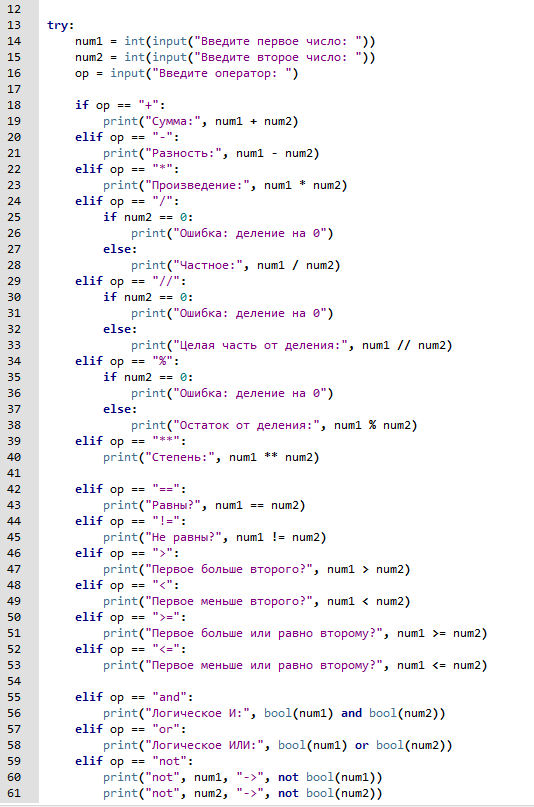 12
13 try:
14     num1 = int(input("Введите первое число: "))
15     num2 = int(input("Введите второе число: "))
16     op = input("Введите оператор: ")
17
18     if op == "+":
19         print("Сумма:", num1 + num2)
20     elif op == "-":
21         print("Разность:", num1 - num2)
22     elif op == "*":
23         print("Произведение:", num1 * num2)
24     elif op == "/":
25         if num2 == 0:
26             print("Ошибка: деление на 0")
27         else:
28             print("Частное:", num1 / num2)
29     elif op == "//":
30         if num2 == 0:
31             print("Ошибка: деление на 0")
32         else:
33             print("Целая часть от деления:", num1 // num2)
34     elif op == "%":
35         if num2 == 0:
36             print("Ошибка: деление на 0")
37         else:
38             print("Остаток от деления:", num1 % num2)
39     elif op == "**":
40         print("Степень:", num1 ** num2)
41
42     elif op == "==":
43         print("Равны?", num1 == num2)
44     elif op == "!=":
45         print("Не равны?", num1 != num2)
46     elif op == ">":
47         print("Первое больше второго?", num1 > num2)
48     elif op == "<":
49         print("Первое меньше второго?", num1 < num2)
50     elif op == ">=":
51         print("Первое больше или равно второму?", num1 >= num2)
52     elif op == "<=":
53         print("Первое меньше или равно второму?", num1 <= num2)
54
55     elif op == "and":
56         print("Логическое И:", bool(num1) and bool(num2))
57     elif op == "or":
58         print("Логическое ИЛИ:", bool(num1) or bool(num2))
59     elif op == "not":
60         print("not", num1, "->", not bool(num1))
61         print("not", num2, "->", not bool(num2))